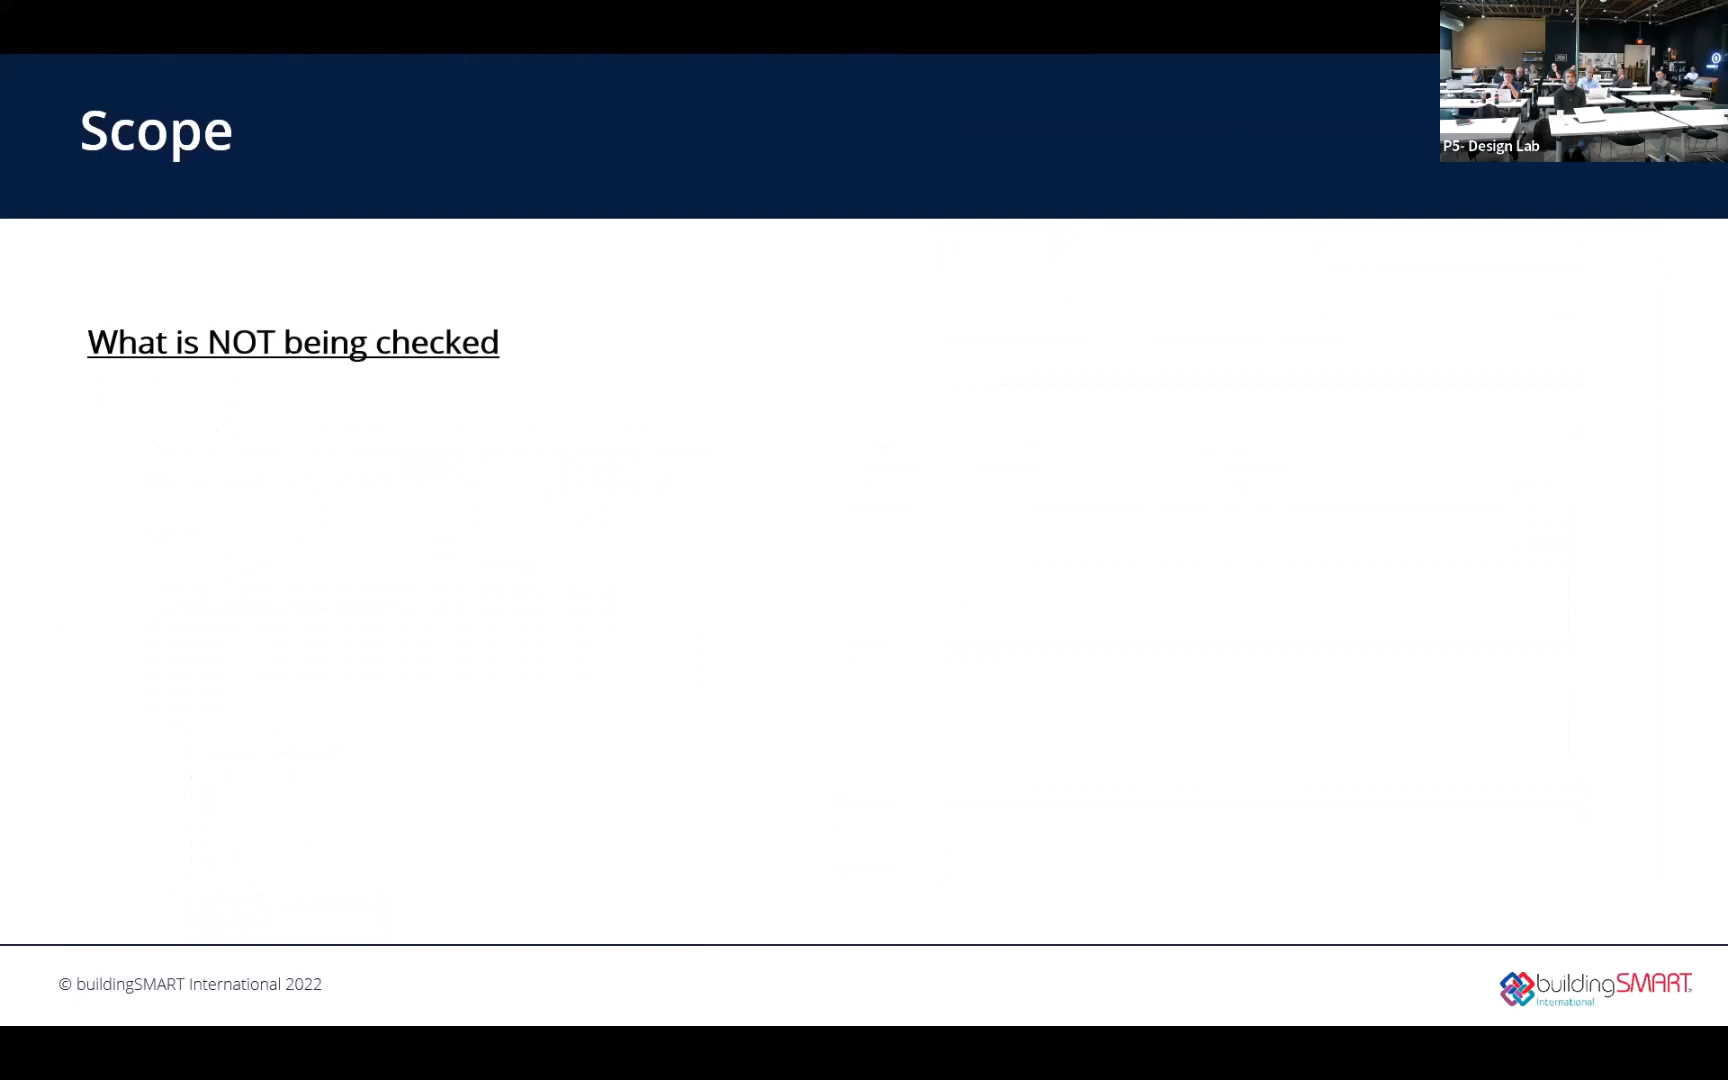 Scope
P5- Design Lab
What is NOT being checked
© buildingSMART International 2022
buildingSMART
International